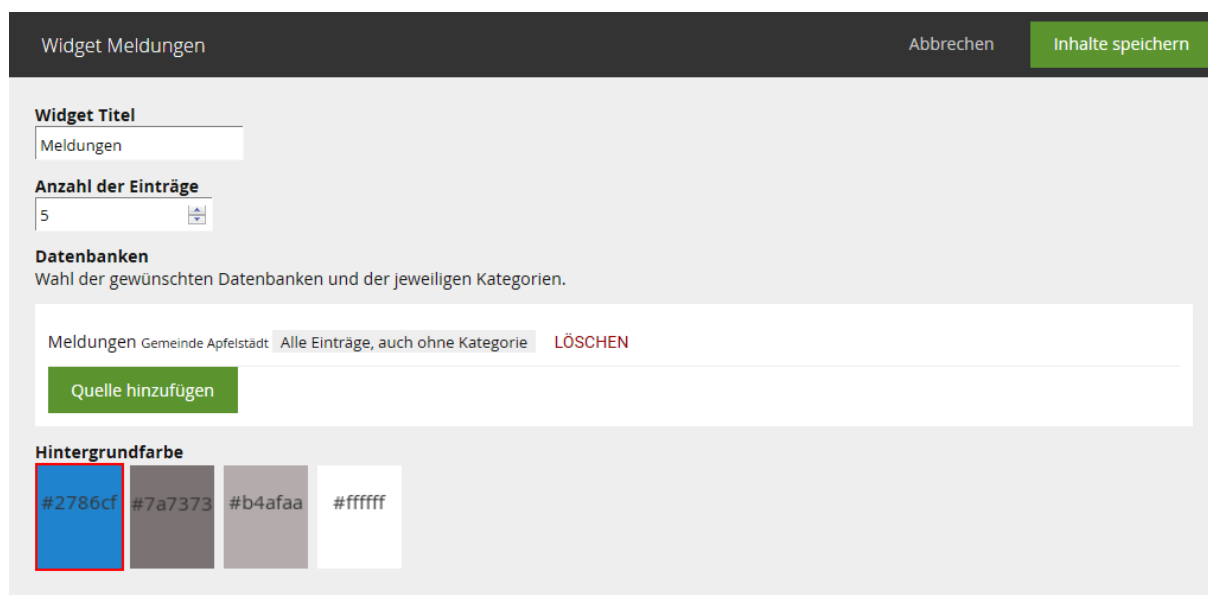 Widget Meldungen Abbrechen Inhalte speichern
Widget Titel
Meldungen
Anzahl der Einträge
5
Datenbanken
Wahl der gewünschten Datenbanken und der jeweiligen Kategorien.
Meldungen Gemeinde Apfelstädt Alle Einträge, auch ohne Kategorie LÖSCHEN
Quelle hinzufügen
Hintergrundfarbe
#2786cf #7a7373 #b4afaa #ffffff